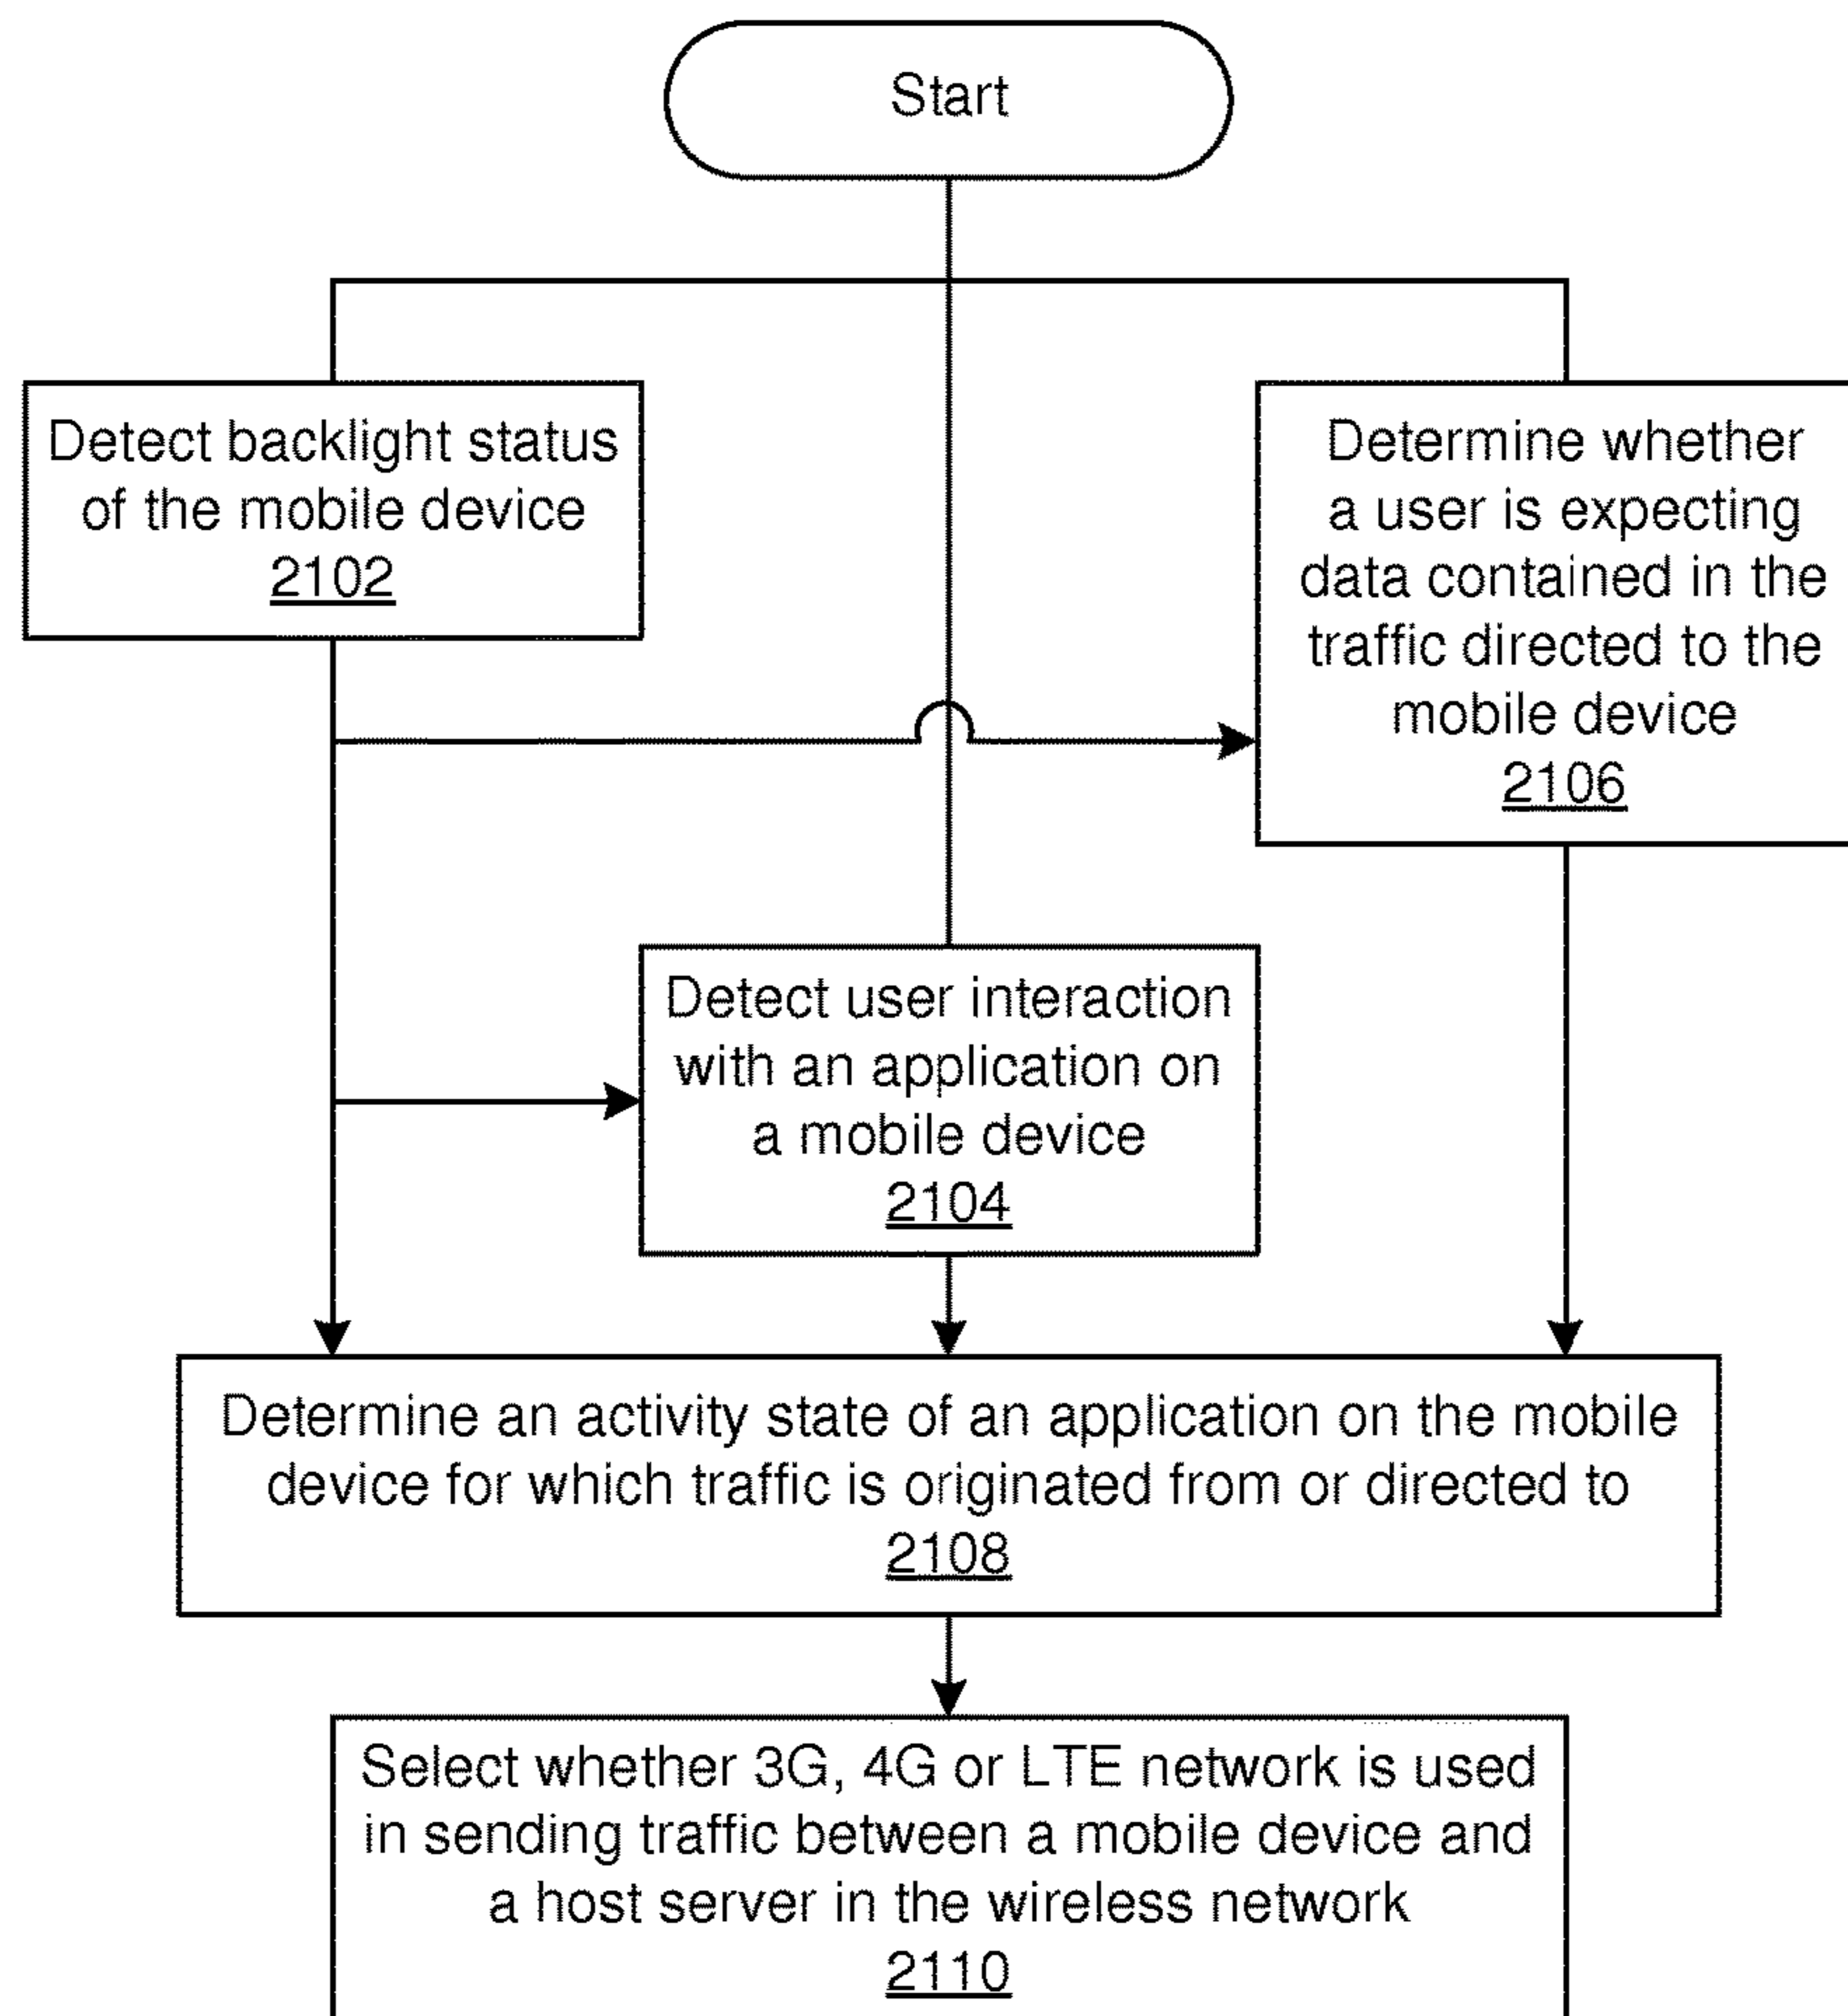 Start
Detect backlight status
of the mobile device
2102
Determine whether
a user is expecting
data contained in the
traffic directed to the
mobile device
2106
Detect user interaction
with an application on
a mobile device
2104
Determine an activity state of an application on the mobile
device for which traffic is originated from or directed to
2108
Select whether 3G, 4G or LTE network is used
in sending traffic between a mobile device and
a host server in the wireless network
2110